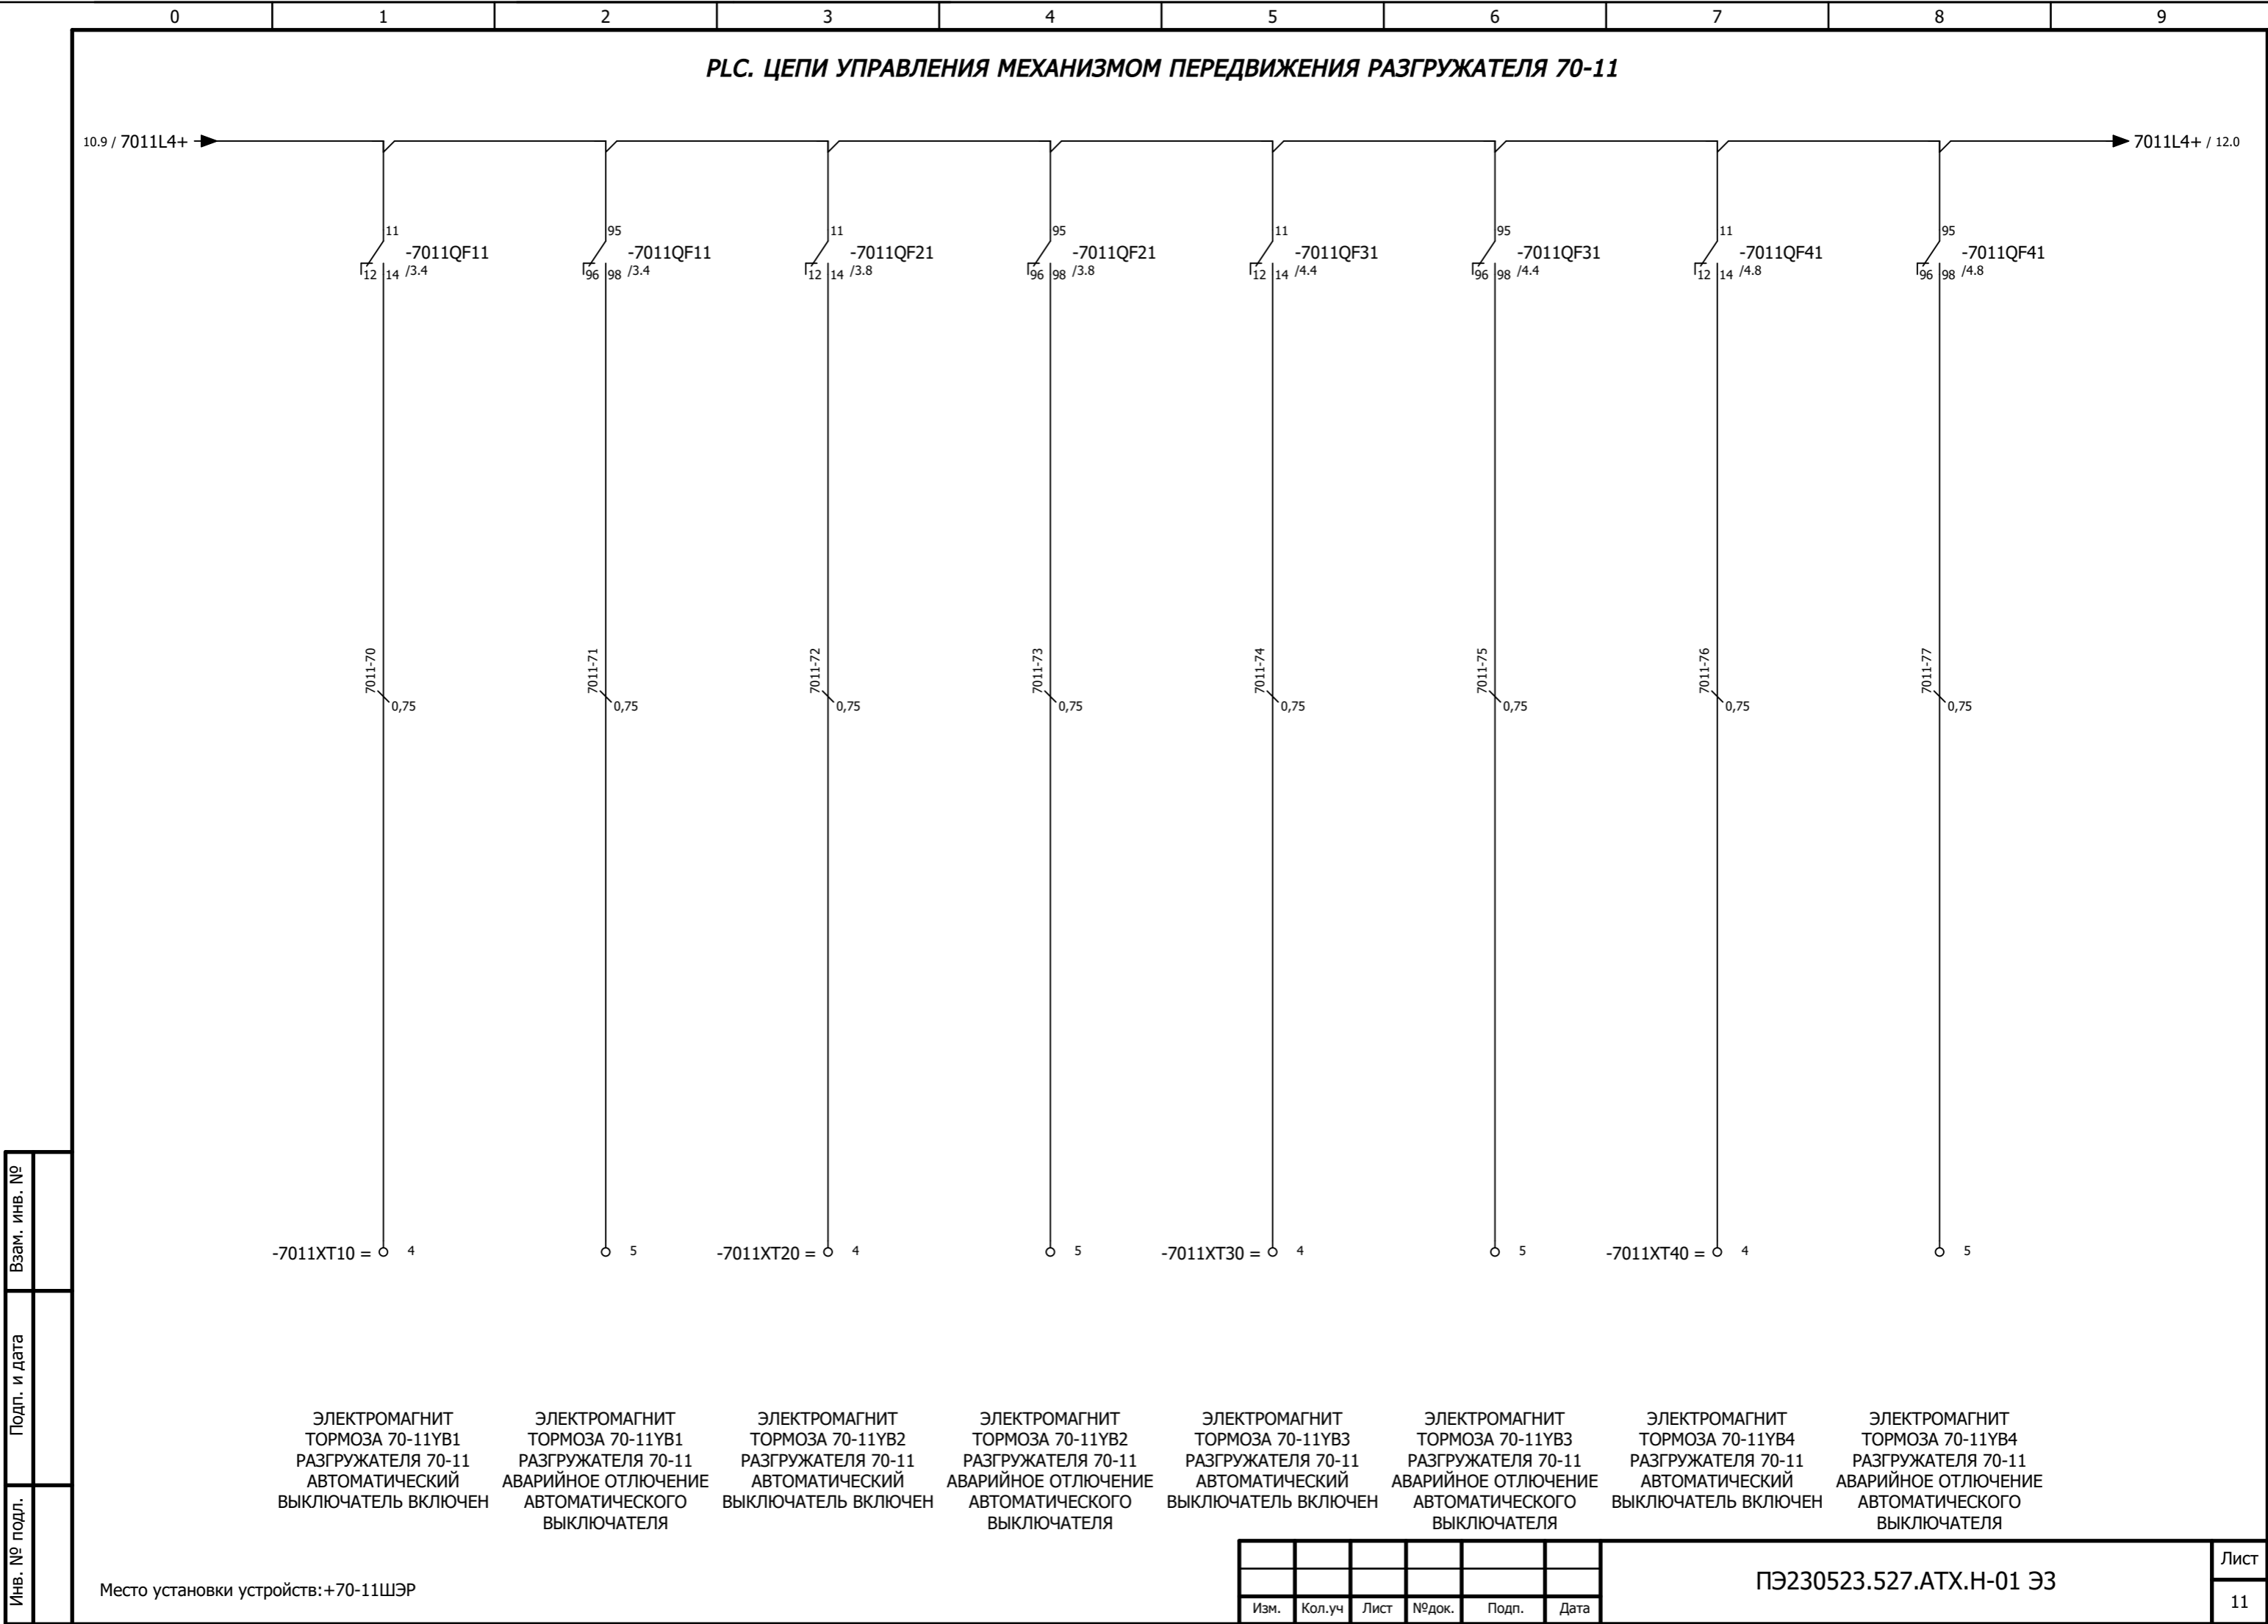 0 1 2 3 4 5 6 7 8 9
PLC. ЦЕПИ УПРАВЛЕНИЯ МЕХАНИЗМОМ ПЕРЕДВИЖЕНИЯ РАЗГРУЖАТЕЛЯ 70-11
10.9 / 7011L4+
7011L4+ / 12.0
11 -7011QF11 12 14 /3.4
95 -7011QF11 96 98 /3.4
11 -7011QF21 12 14 /3.8
95 -7011QF21 96 98 /3.8
11 -7011QF31 12 14 /4.4
95 -7011QF31 96 98 /4.4
11 -7011QF41 12 14 /4.8
95 -7011QF41 96 98 /4.8
7011-70 0,75
7011-71 0,75
7011-72 0,75
7011-73 0,75
7011-74 0,75
7011-75 0,75
7011-76 0,75
7011-77 0,75
-7011XT10 = 4
5
-7011XT20 = 4
5
-7011XT30 = 4
5
-7011XT40 = 4
5
ЭЛЕКТРОМАГНИТ
ТОРМОЗА 70-11YB1
РАЗГРУЖАТЕЛЯ 70-11
АВТОМАТИЧЕСКИЙ
ВЫКЛЮЧАТЕЛЬ ВКЛЮЧЕН
ЭЛЕКТРОМАГНИТ
ТОРМОЗА 70-11YB1
РАЗГРУЖАТЕЛЯ 70-11
АВАРИЙНОЕ ОТЛЮЧЕНИЕ
АВТОМАТИЧЕСКОГО
ВЫКЛЮЧАТЕЛЯ
ЭЛЕКТРОМАГНИТ
ТОРМОЗА 70-11YB2
РАЗГРУЖАТЕЛЯ 70-11
АВТОМАТИЧЕСКИЙ
ВЫКЛЮЧАТЕЛЬ ВКЛЮЧЕН
ЭЛЕКТРОМАГНИТ
ТОРМОЗА 70-11YB2
РАЗГРУЖАТЕЛЯ 70-11
АВАРИЙНОЕ ОТЛЮЧЕНИЕ
АВТОМАТИЧЕСКОГО
ВЫКЛЮЧАТЕЛЯ
ЭЛЕКТРОМАГНИТ
ТОРМОЗА 70-11YB3
РАЗГРУЖАТЕЛЯ 70-11
АВТОМАТИЧЕСКИЙ
ВЫКЛЮЧАТЕЛЬ ВКЛЮЧЕН
ЭЛЕКТРОМАГНИТ
ТОРМОЗА 70-11YB3
РАЗГРУЖАТЕЛЯ 70-11
АВАРИЙНОЕ ОТЛЮЧЕНИЕ
АВТОМАТИЧЕСКОГО
ВЫКЛЮЧАТЕЛЯ
ЭЛЕКТРОМАГНИТ
ТОРМОЗА 70-11YB4
РАЗГРУЖАТЕЛЯ 70-11
АВТОМАТИЧЕСКИЙ
ВЫКЛЮЧАТЕЛЬ ВКЛЮЧЕН
ЭЛЕКТРОМАГНИТ
ТОРМОЗА 70-11YB4
РАЗГРУЖАТЕЛЯ 70-11
АВАРИЙНОЕ ОТЛЮЧЕНИЕ
АВТОМАТИЧЕСКОГО
ВЫКЛЮЧАТЕЛЯ
Взам. инв. №
Подп. и дата
Инв. № подл.
Место установки устройств:+70-11ШЭР
Изм. Кол.уч Лист №док. Подп. Дата
ПЭ230523.527.АТХ.Н-01 Э3
Лист
11